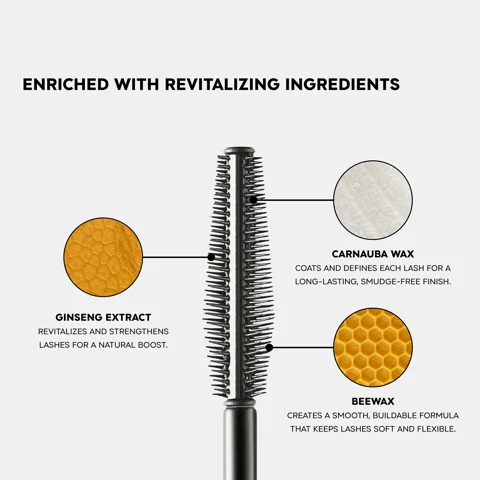 ENRICHED WITH REVITALIZING INGREDIENTS
CARNAUBA WAX
COATS AND DEFINES EACH LASH FOR A
LONG-LASTING, SMUDGE-FREE FINISH.
GINSENG EXTRACT
REVITALIZES AND STRENGTHENS
LASHES FOR A NATURAL BOOST.
BEEWAX
CREATES A SMOOTH, BUILDABLE FORMULA
THAT KEEPS LASHES SOFT AND FLEXIBLE.